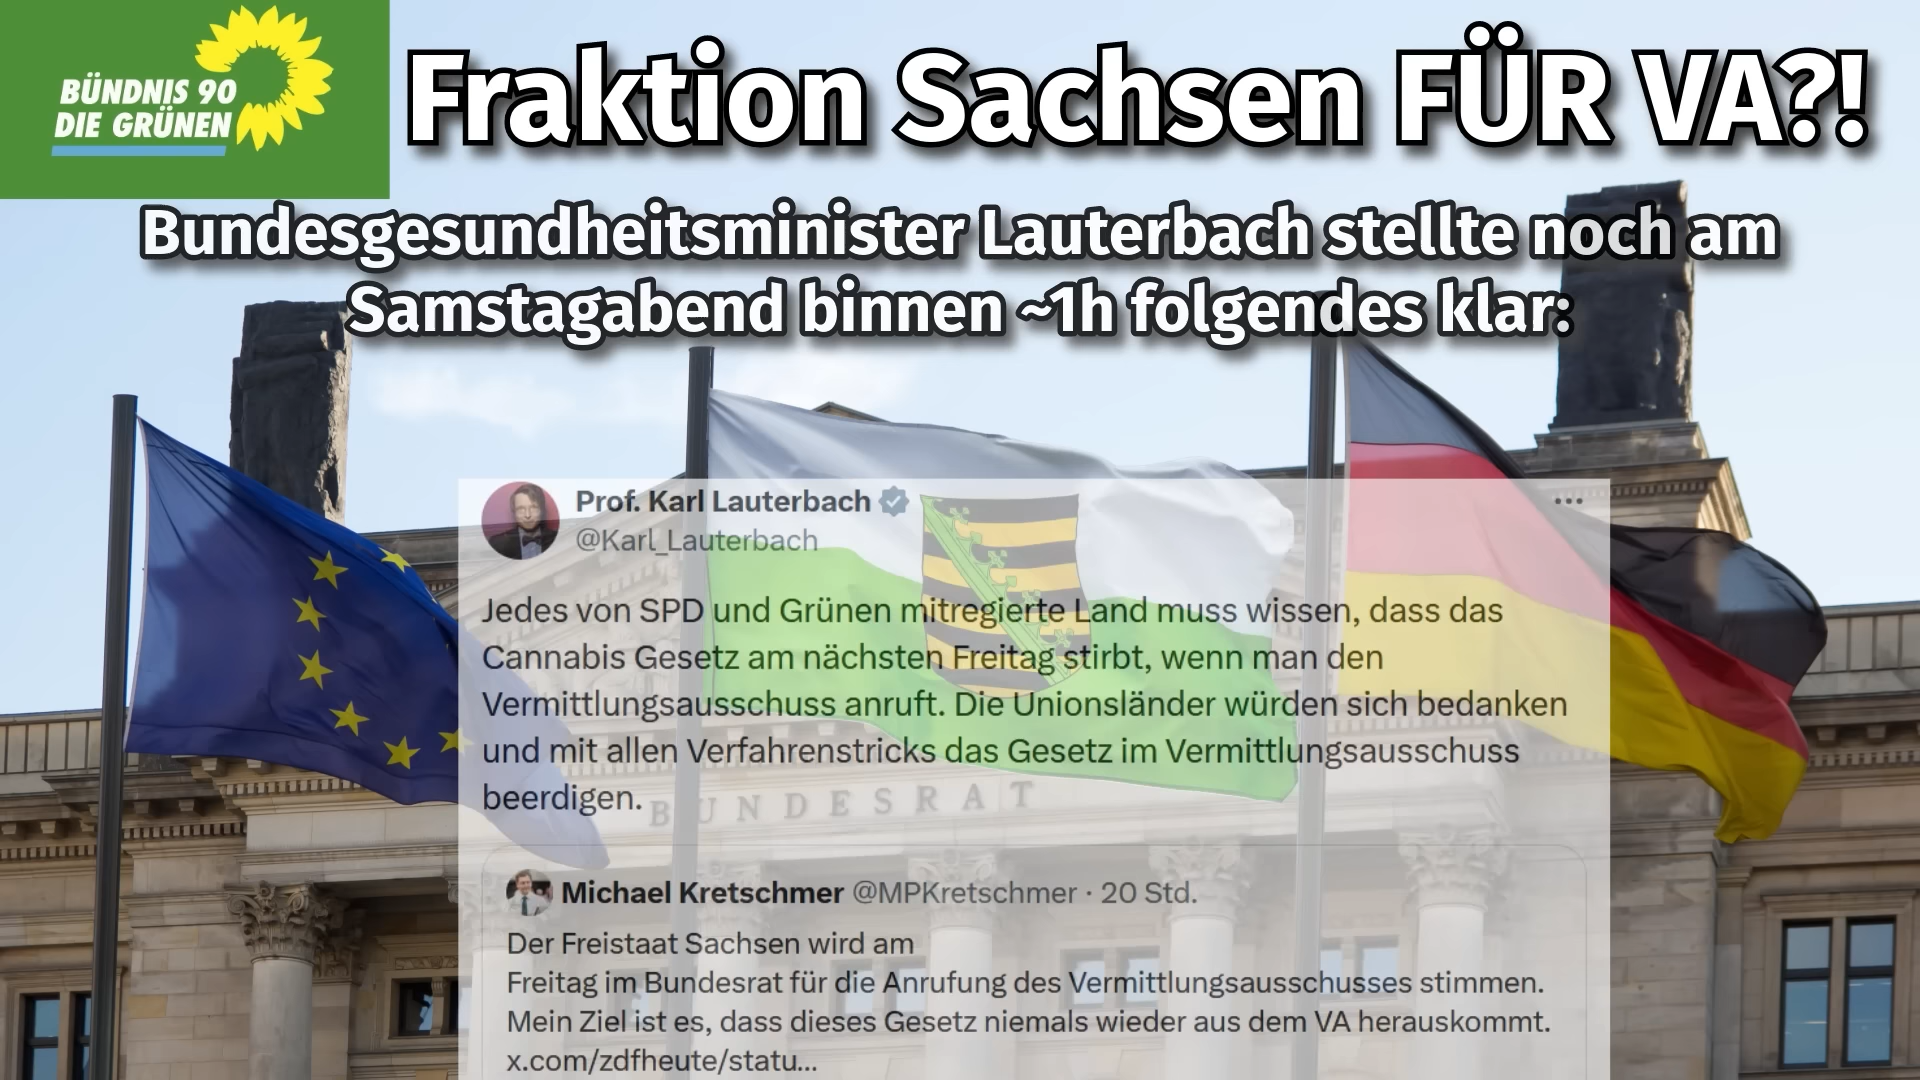 BÜNDNIS 90
DIE GRÜNEN
Fraktion Sachsen FÜR VA?!
Bundesgesundheitsminister Lauterbach stellte noch am
Samstagabend binnen ~1h folgendes klar:
Prof. Karl Lauterbach
@Karl_Lauterbach
Jedes von SPD und Grünen mitregierte Land muss wissen, dass das
Cannabis Gesetz am nächsten Freitag stirbt, wenn man den
Vermittlungsausschuss anruft. Die Unionsländer würden sich bedanken
und mit allen Verfahrenstricks das Gesetz im Vermittlungsausschuss
beerdigen.
BUNDESRAT
Michael Kretschmer @MPKretschmer · 20 Std.
Der Freistaat Sachsen wird am
Freitag im Bundesrat für die Anrufung des Vermittlungsausschusses stimmen.
Mein Ziel ist es, dass dieses Gesetz niemals wieder aus dem VA herauskommt.
x.com/zdfheute/statu...